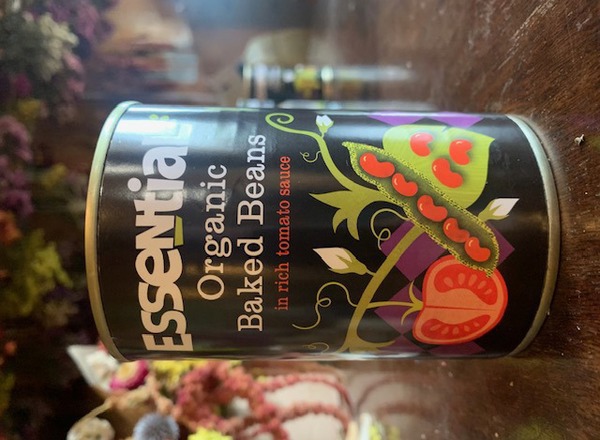 ESSENtial
Organic
Baked Beans
in rich tomato sauce